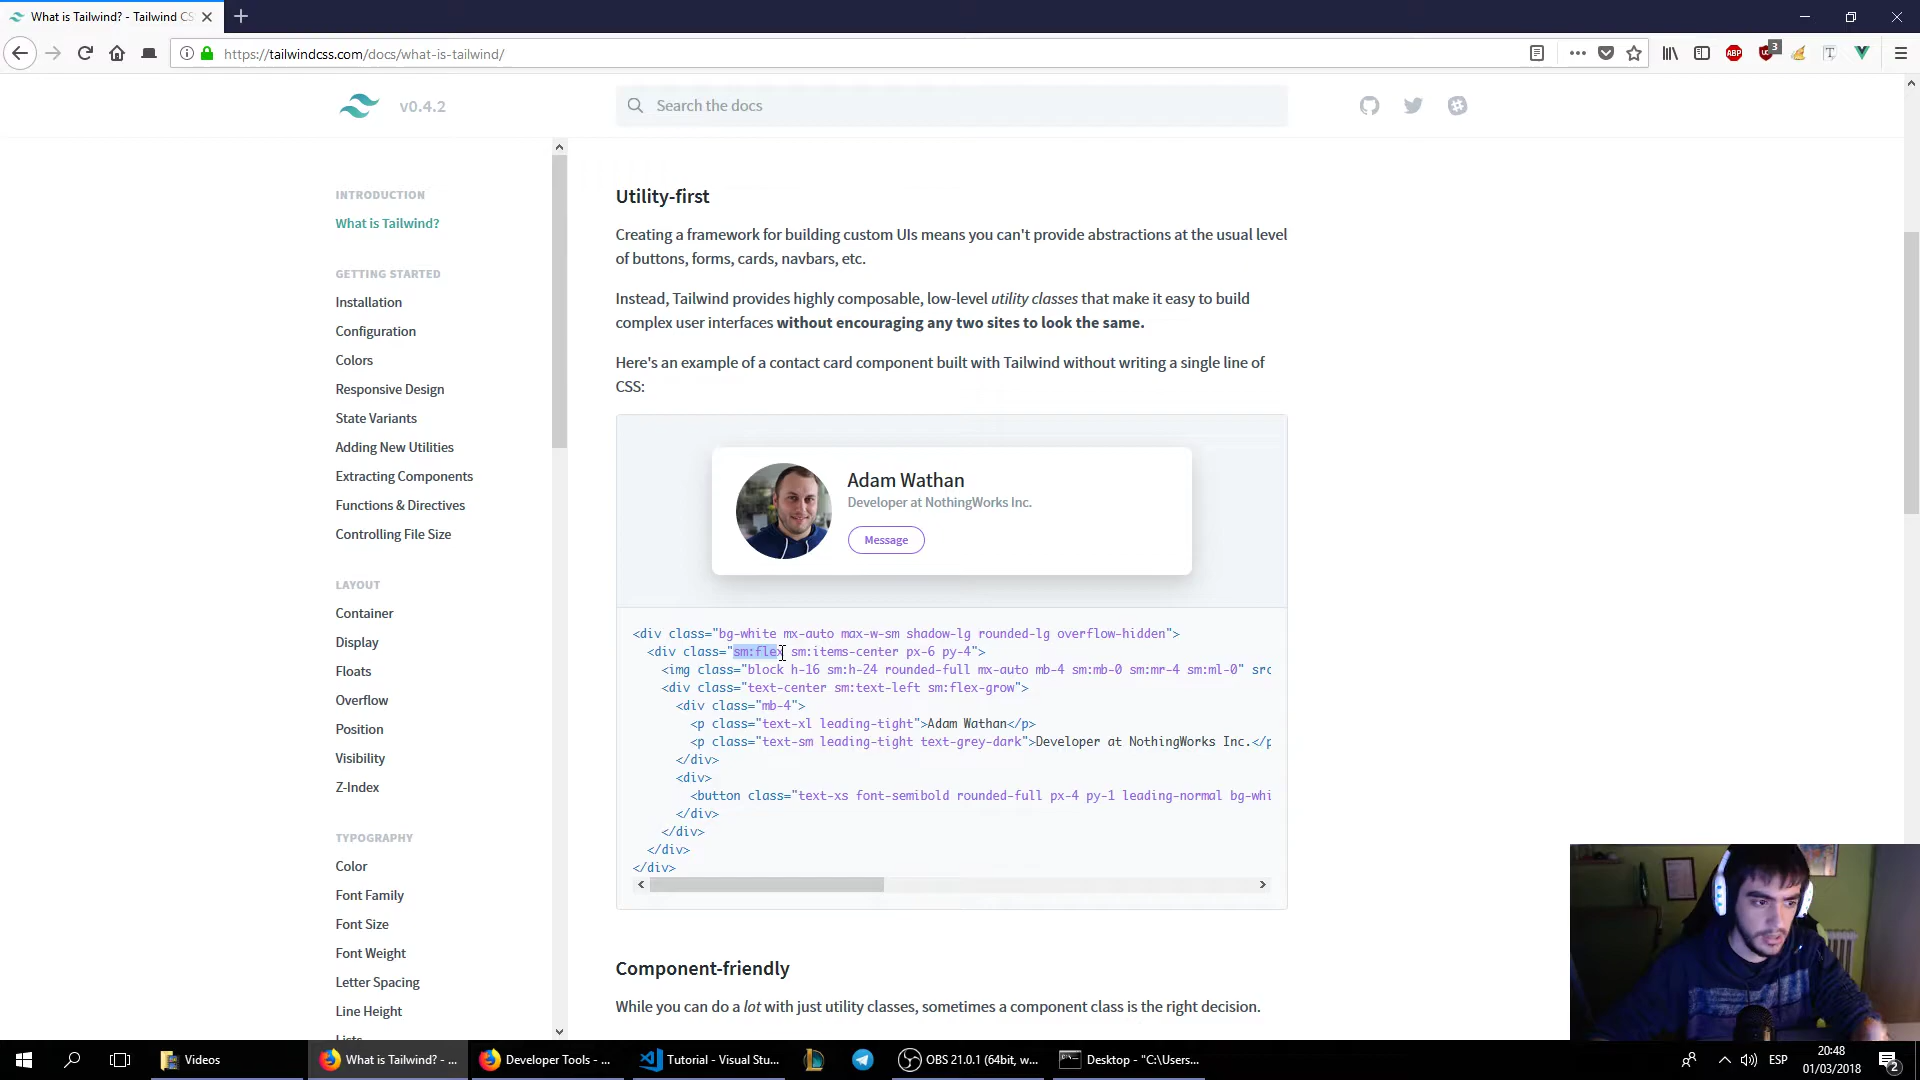 What is Tailwind? - Tailwind CS
https://tailwindcss.com/docs/what-is-tailwind/
ABP
3
v0.4.2
Search the docs
INTRODUCTION
What is Tailwind?
GETTING STARTED
Installation
Configuration
Colors
Responsive Design
State Variants
Adding New Utilities
Extracting Components
Functions & Directives
Controlling File Size
LAYOUT
Container
Display
Floats
Overflow
Position
Visibility
Z-Index
TYPOGRAPHY
Color
Font Family
Font Size
Font Weight
Letter Spacing
Line Height
Lists
Utility-first
Creating a framework for building custom UIs means you can't provide abstractions at the usual level
of buttons, forms, cards, navbars, etc.
Instead, Tailwind provides highly composable, low-level utility classes that make it easy to build
complex user interfaces without encouraging any two sites to look the same.
Here's an example of a contact card component built with Tailwind without writing a single line of
CSS:
Adam Wathan
Developer at NothingWorks Inc.
Message
<div class="bg-white mx-auto max-w-sm shadow-lg rounded-lg overflow-hidden">
<div class="sm:flex sm:items-center px-6 py-4">
<img class="block h-16 sm:h-24 rounded-full mx-auto mb-4 sm:mb-0 sm:mr-4 sm:ml-0" src
<div class="text-center sm:text-left sm:flex-grow">
<div class="mb-4">
<p class="text-xl leading-tight">Adam Wathan</p>
<p class="text-sm leading-tight text-grey-dark">Developer at NothingWorks Inc.</p
</div>
<div>
<button class="text-xs font-semibold rounded-full px-4 py-1 leading-normal bg-whi
</div>
</div>
</div>
</div>
Component-friendly
While you can do a lot with just utility classes, sometimes a component class is the right decision.
Videos
What is Tailwind? - ...
Developer Tools - ...
Tutorial - Visual Stu...
OBS 21.0.1 (64bit, w...
Desktop - "C:\Users...
ESP
20:48
01/03/2018
2